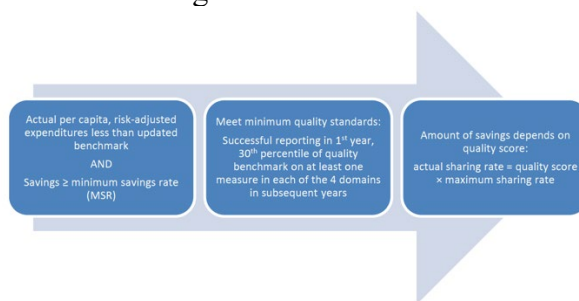 Actual per capita, risk-adjusted
expenditures less than updated
benchmark
AND
Savings ≥ minimum savings rate
(MSR)
Meet minimum quality standards:
Successful reporting in 1st year,
30th percentile of quality
benchmark on at least one
measure in each of the 4 domains
in subsequent years
Amount of savings depends on
quality score:
actual sharing rate = quality score
× maximum sharing rate